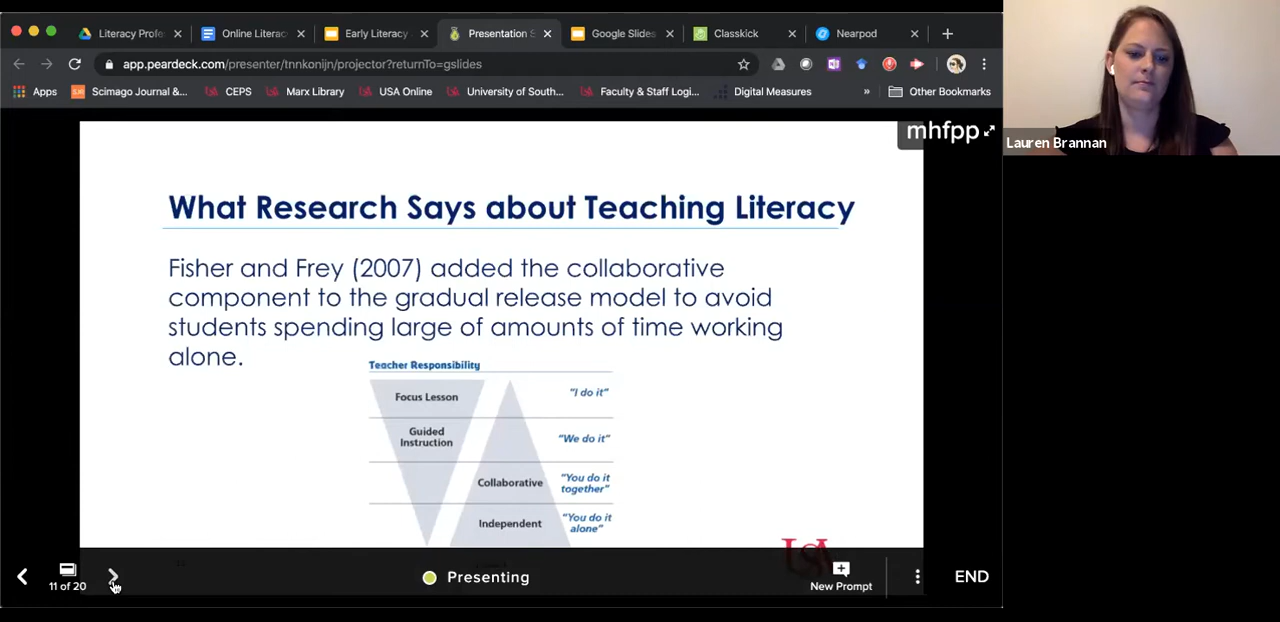 Literacy Profe
Online Literac
Early Literacy
Presentation S
Google Slides
Classkick
Nearpod
app.peardeck.com/presenter/tnnkonijn/projector?returnTo=gslides
Apps
Scimago Journal &...
CEPS
Marx Library
USA Online
University of South...
Faculty & Staff Logi...
Digital Measures
»
Other Bookmarks
Lauren Brannan
mhfpp
What Research Says about Teaching Literacy
Fisher and Frey (2007) added the collaborative
component to the gradual release model to avoid
students spending large of amounts of time working
alone.
Teacher Responsibility
Focus Lesson
"I do it"
Guided
Instruction
"We do it"
Collaborative
"You do it
together"
Independent
"You do it
alone"
USA
11 of 20
Presenting
New Prompt
END